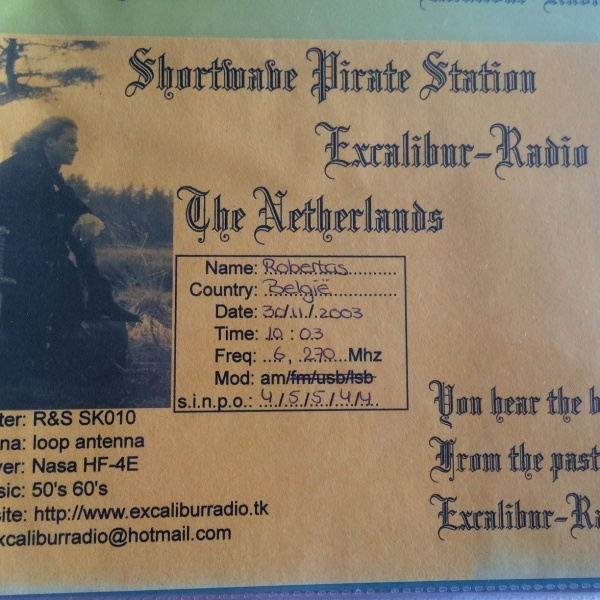 Shortwave Pirate Station
Excalibur-Radio
The Netherlands
Name: Robertas
Country: België
Date: 30/11/2003
Time: 10:03
Freq: 6,270 Mhz
Mod: am/fm/usb/lsb
s.i.n.p.o.: 4/5/5/4/4
ter: R&S SK010
na: loop antenna
ver: Nasa HF-4E
sic: 50's 60's
site: http://www.excaliburradio.tk
xcaliburradio@hotmail.com
You hear the b
From the past
Excalibur-Ra